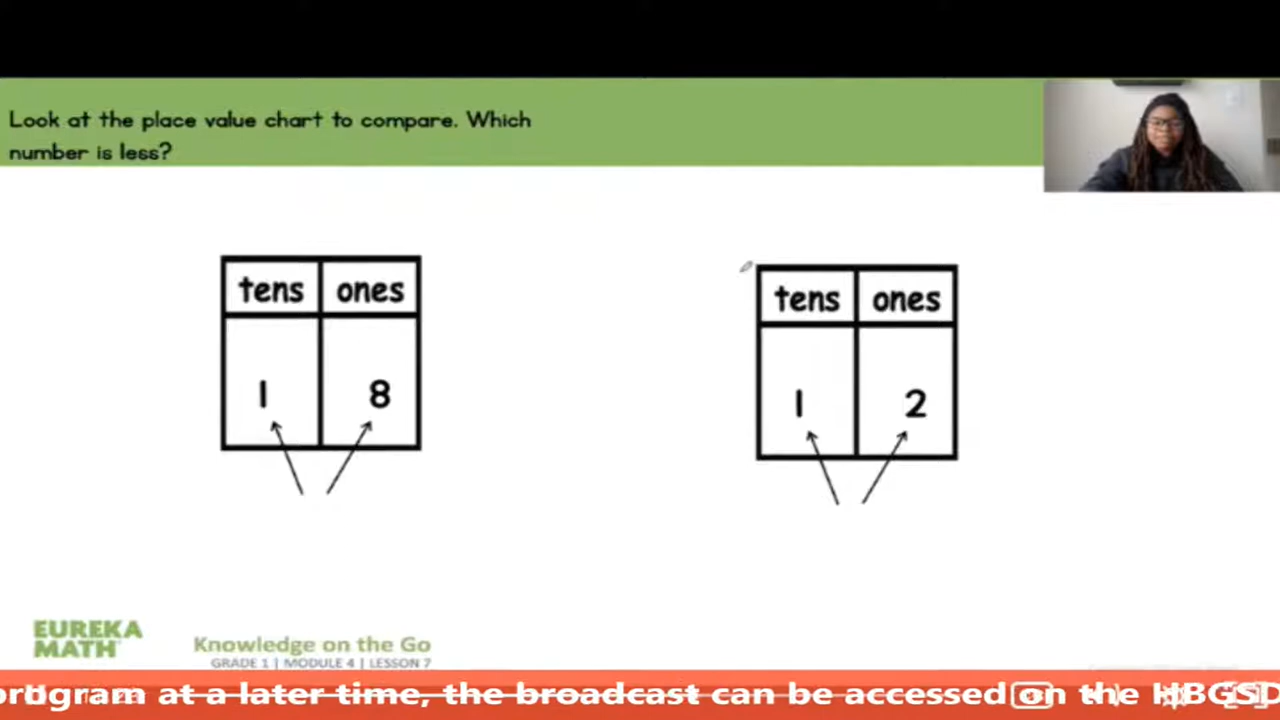 Look at the place value chart to compare. Which
number is less?
tens ones
1 8
tens ones
1 2
EUREKA
MATH
Knowledge on the Go
GRADE 1 | MODULE 4 | LESSON 7
at a later time, the broadcast can be accessed on the HBGSD